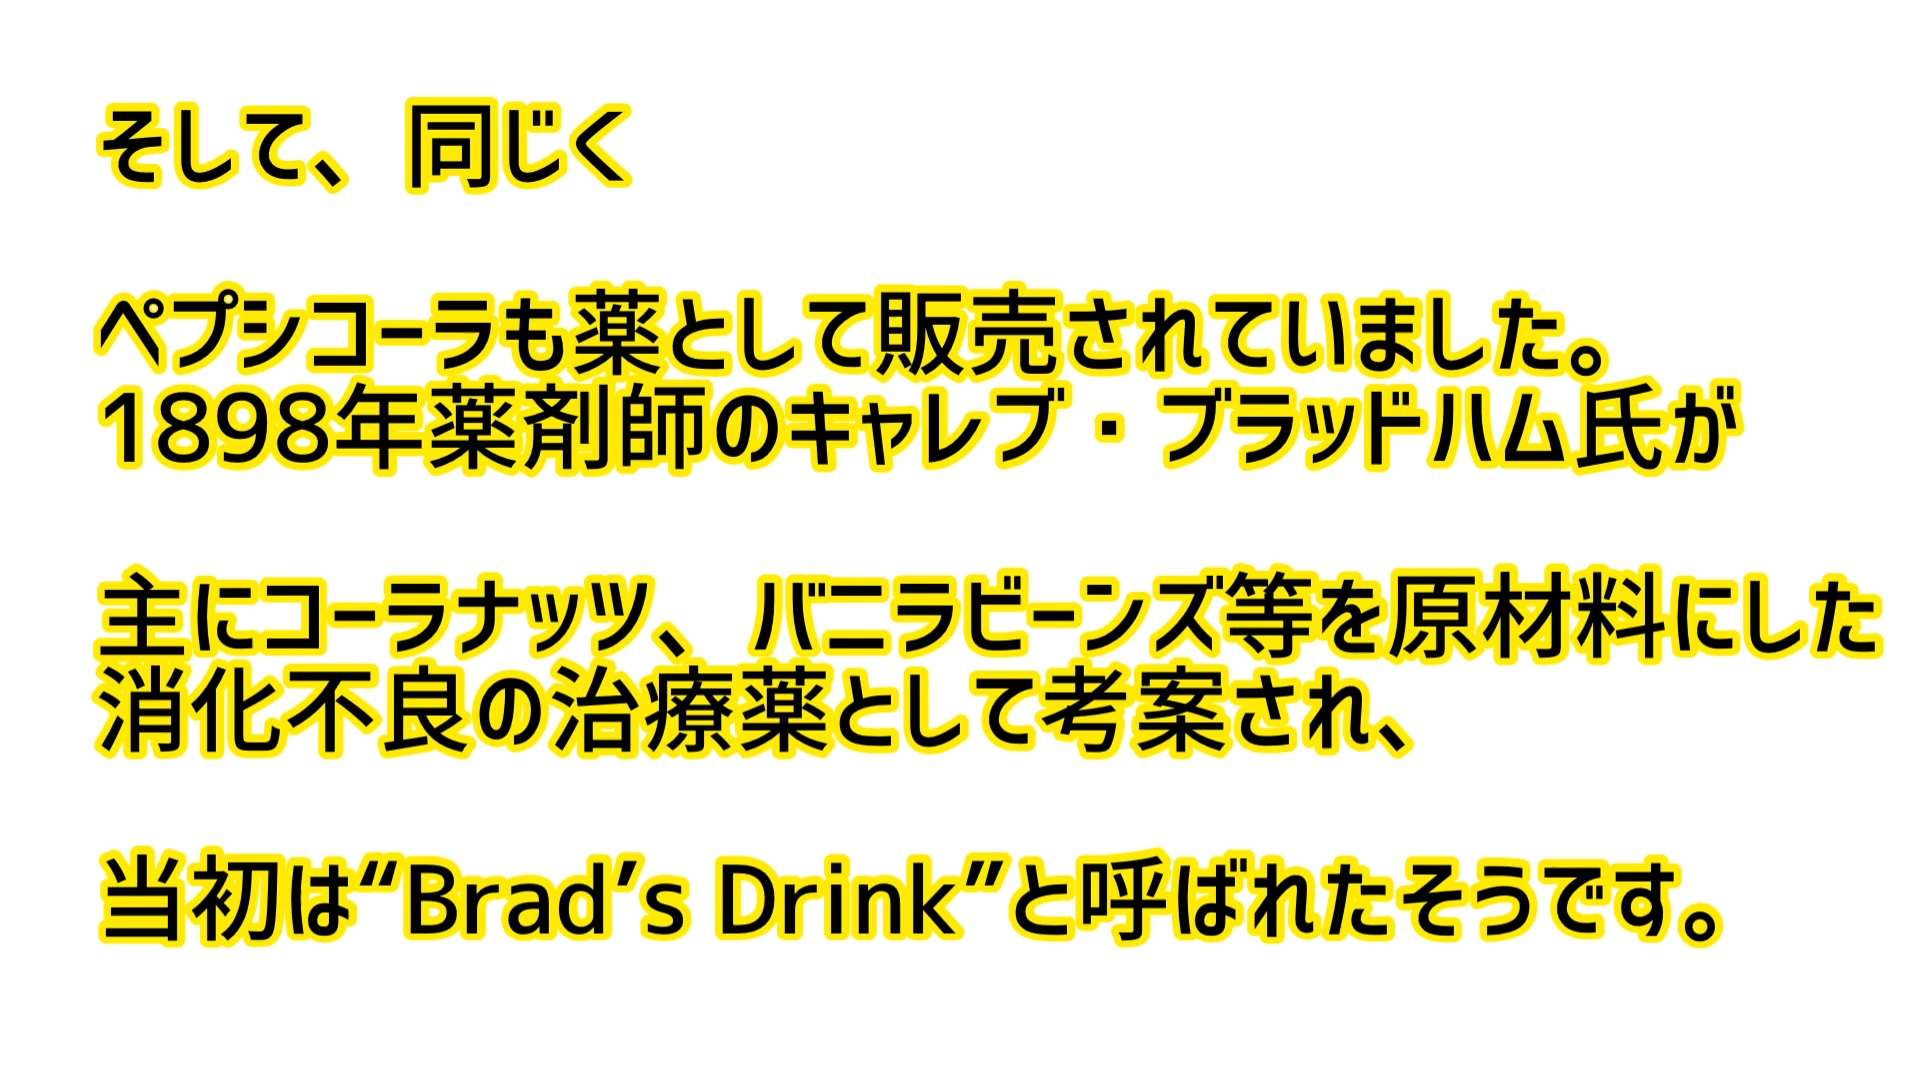 そして、同じく
ペプシコーラも薬として販売されていました。
1898年薬剤師のキャレブ・ブラッドハム氏が
主にコーラナッツ、バニラビーンズ等を原材料にした
消化不良の治療薬として考案され、
当初は“Brad’s Drink”と呼ばれたそうです。